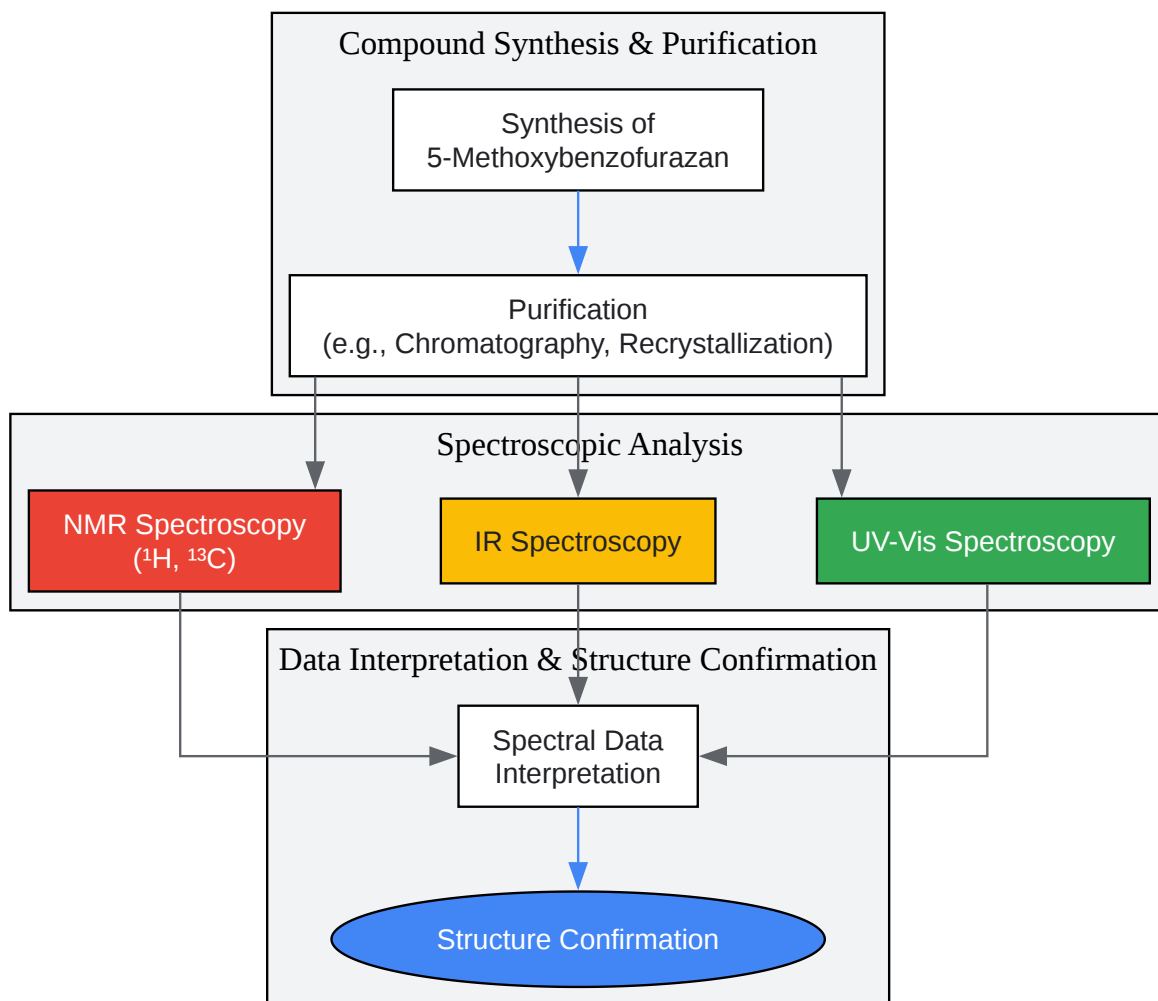 Compound Synthesis & Purification
Synthesis of
5-Methoxybenzofurazan
Purification
(e.g., Chromatography, Recrystallization)
Spectroscopic Analysis
NMR Spectroscopy
(¹H, ¹³C)
IR Spectroscopy
UV-Vis Spectroscopy
Data Interpretation & Structure Confirmation
Spectral Data
Interpretation
Structure Confirmation